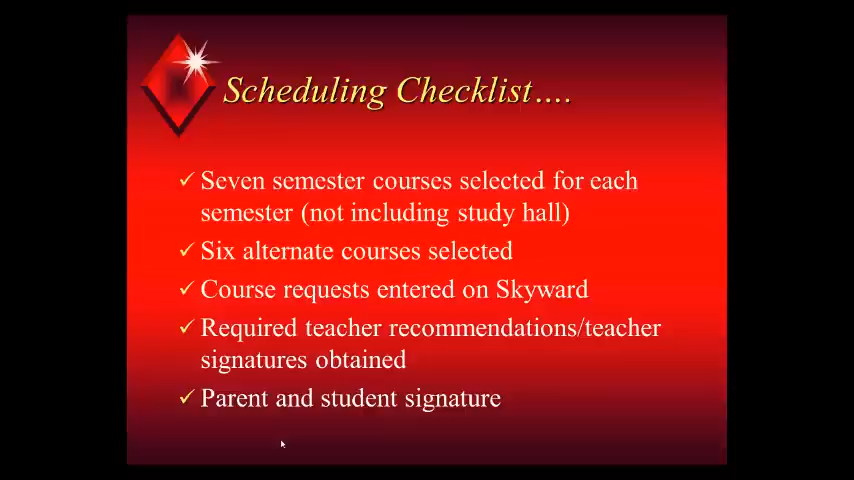 Scheduling Checklist....
✓ Seven semester courses selected for each
semester (not including study hall)
✓ Six alternate courses selected
✓ Course requests entered on Skyward
✓ Required teacher recommendations/teacher
signatures obtained
✓ Parent and student signature